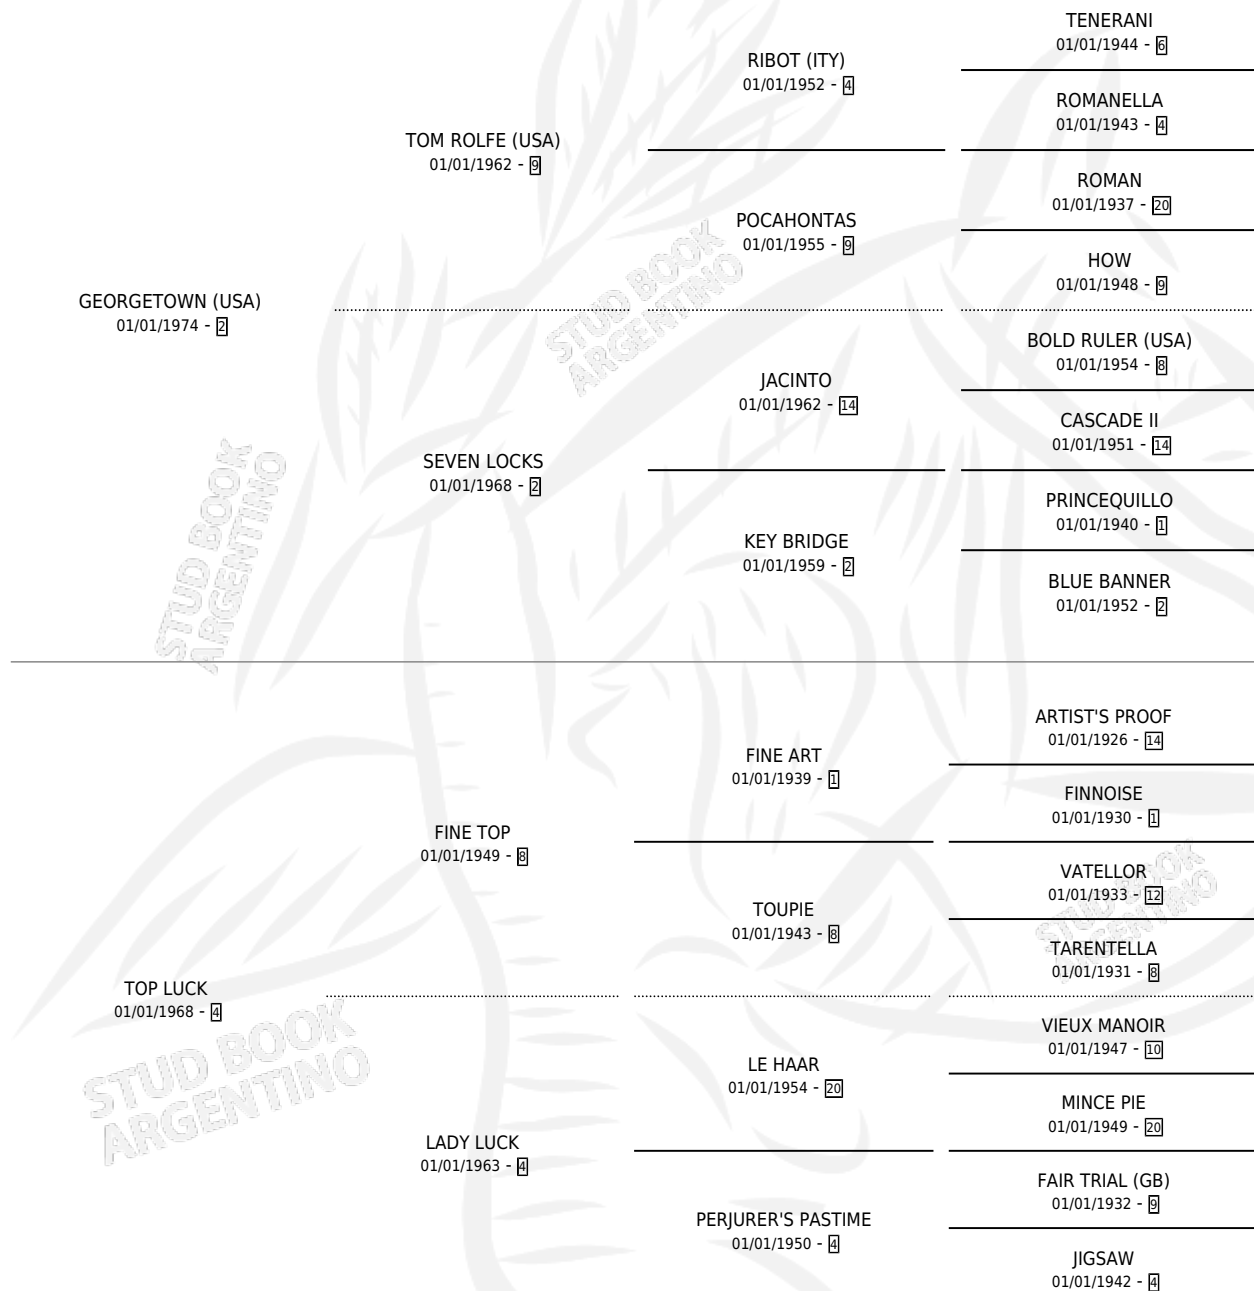 TENERANI
01/01/1944 - 6
RIBOT (ITY)
01/01/1952 - 4
ROMANELLA
01/01/1943 - 4
TOM ROLFE (USA)
01/01/1962 - 9
ROMAN
01/01/1937 - 20
POCAHONTAS
01/01/1955 - 9
HOW
01/01/1948 - 9
GEORGETOWN (USA)
01/01/1974 - 2
STUD BOOK
ARGENTINO
BOLD RULER (USA)
01/01/1954 - 8
JACINTO
01/01/1962 - 14
CASCADE II
01/01/1951 - 14
SEVEN LOCKS
01/01/1968 - 2
PRINCEQUILLO
01/01/1940 - 1
KEY BRIDGE
01/01/1959 - 2
BLUE BANNER
01/01/1952 - 2
STUD BOOK
ARGENTINO
ARTIST'S PROOF
01/01/1926 - 14
FINE ART
01/01/1939 - 1
FINNOISE
01/01/1930 - 1
FINE TOP
01/01/1949 - 8
VATELLOR
01/01/1933 - 12
TOUPIE
01/01/1943 - 8
STUD BOOK
ARGENTINO
TARENTELLA
01/01/1931 - 8
TOP LUCK
01/01/1968 - 4
VIEUX MANOIR
01/01/1947 - 10
LE HAAR
01/01/1954 - 20
STUD BOOK
ARGENTINO
MINCE PIE
01/01/1949 - 20
LADY LUCK
01/01/1963 - 4
FAIR TRIAL (GB)
01/01/1932 - 9
PERJURER'S PASTIME
01/01/1950 - 4
JIGSAW
01/01/1942 - 4